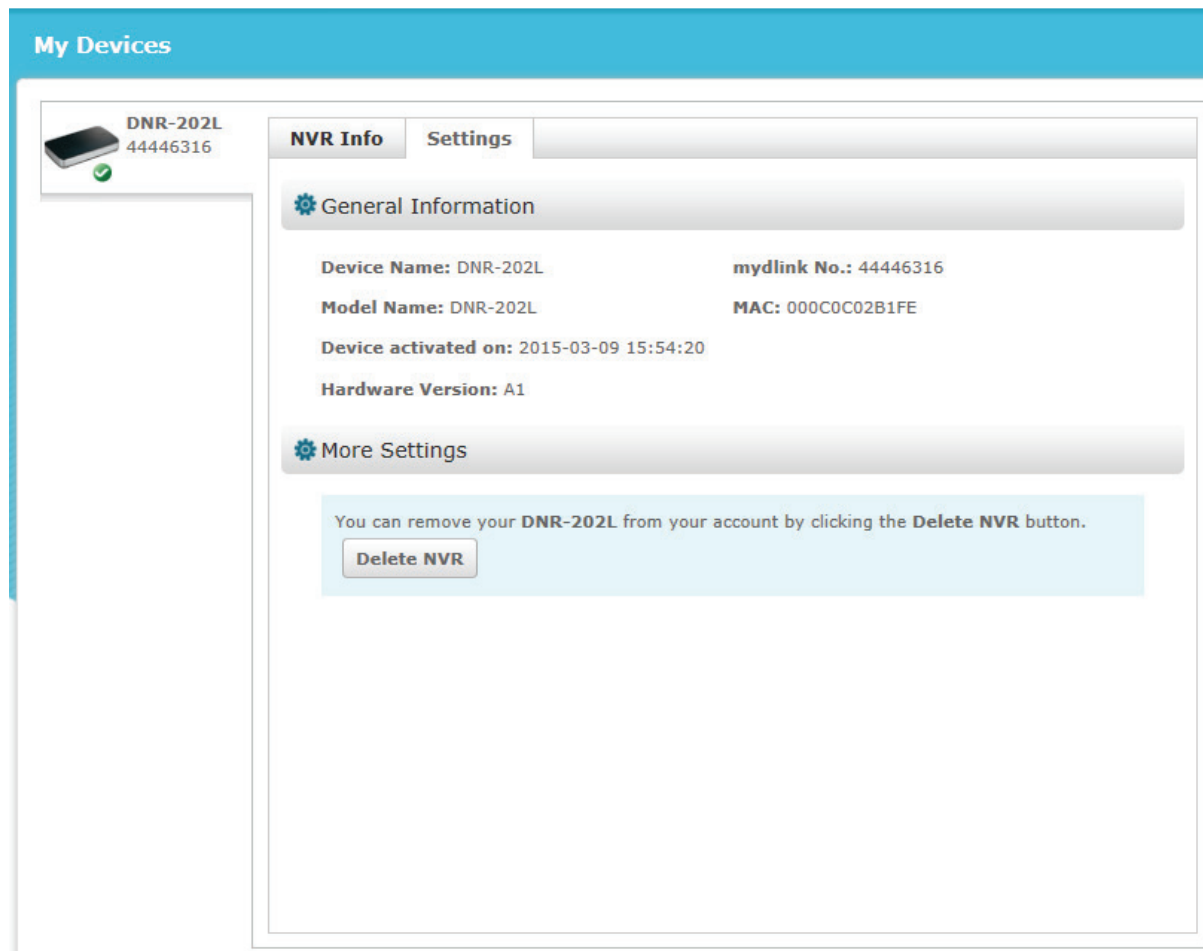 My Devices
DNR-202L
44446316
NVR Info Settings
General Information
Device Name: DNR-202L mydlink No.: 44446316
Model Name: DNR-202L MAC: 000C0C02B1FE
Device activated on: 2015-03-09 15:54:20
Hardware Version: A1
More Settings
You can remove your DNR-202L from your account by clicking the Delete NVR button.
Delete NVR